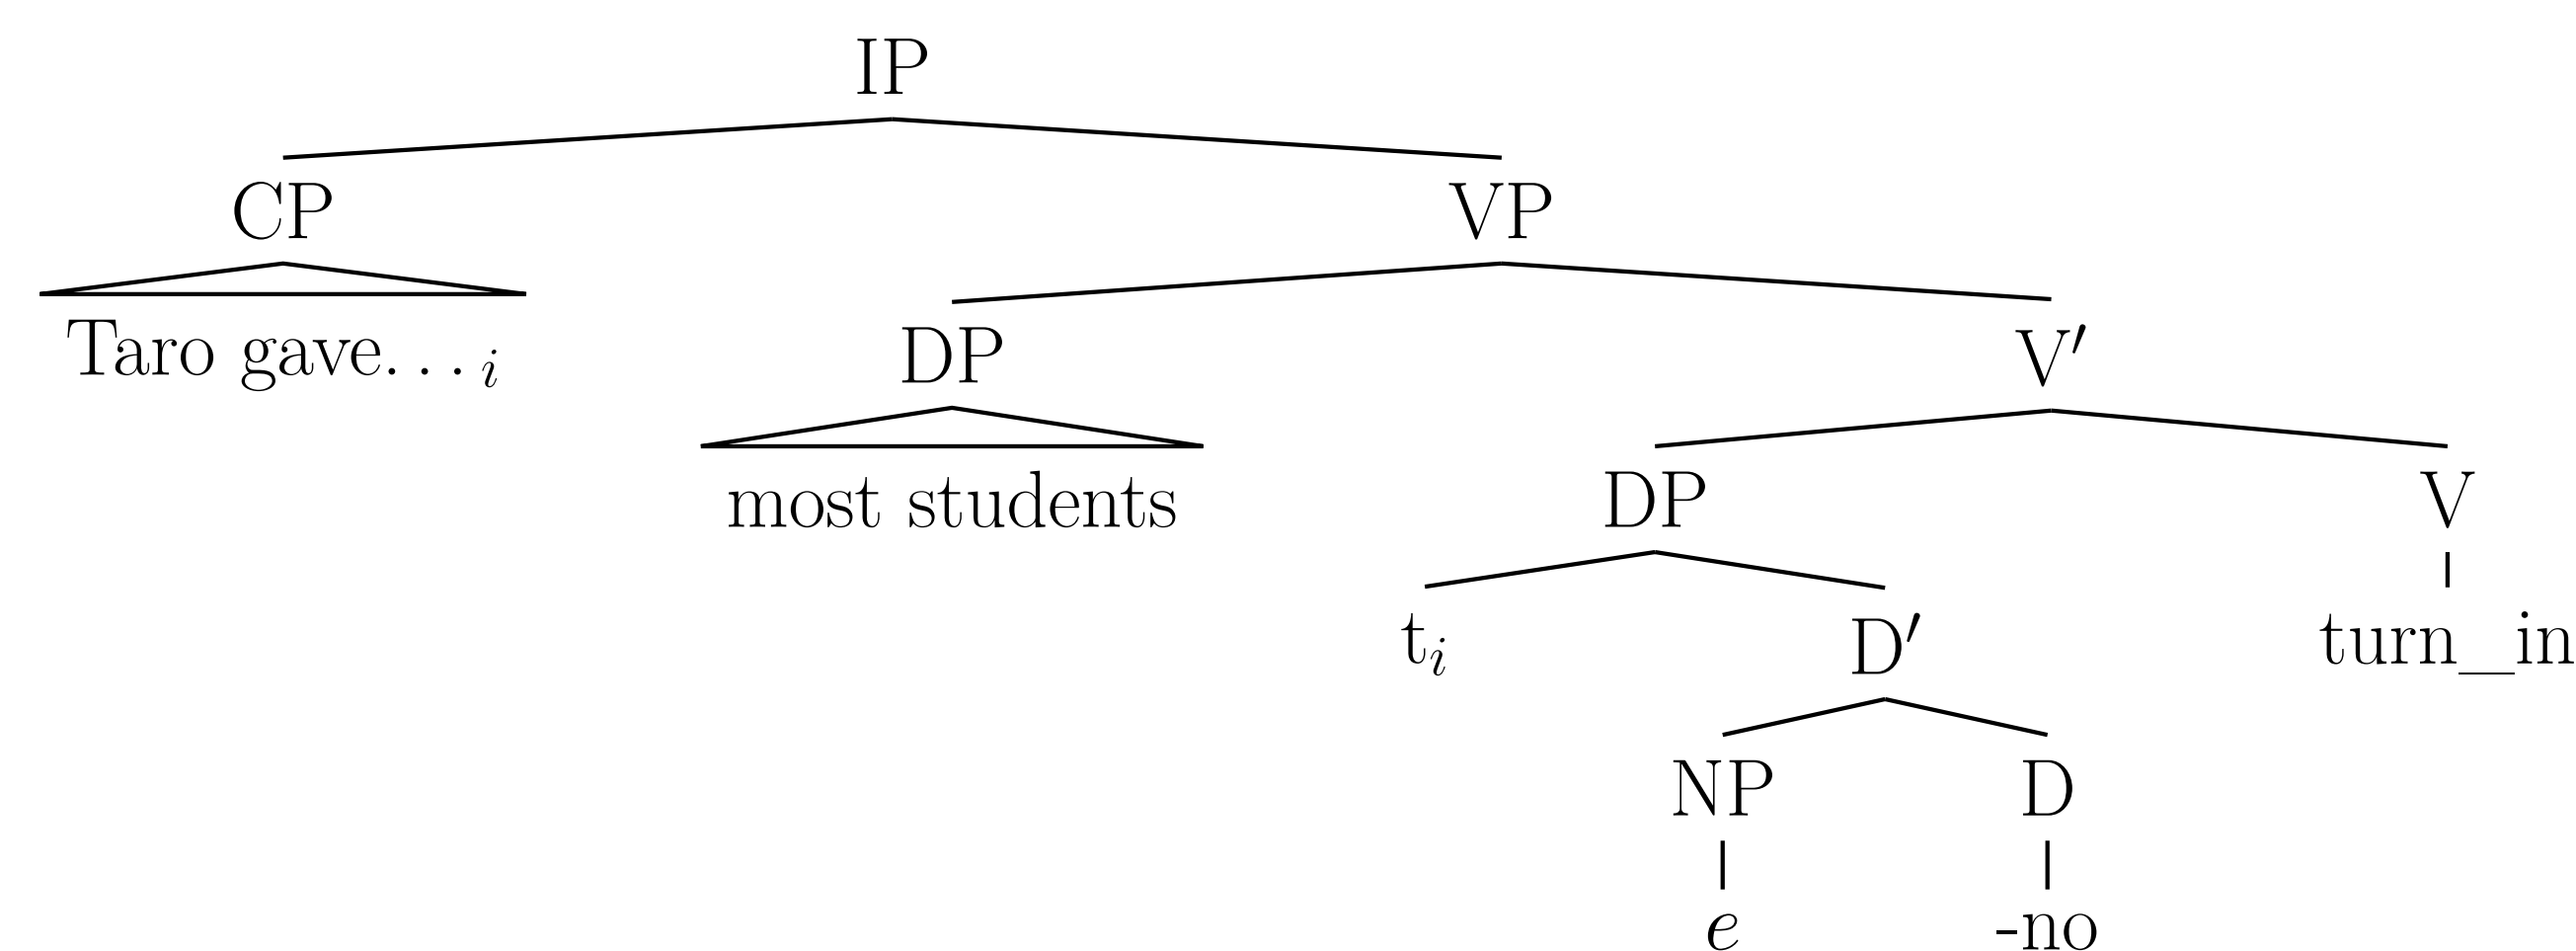 IP
CP VP
Taro gave. . . i DP V′
most students DP V
ti D′ turn_in
NP D
e -no